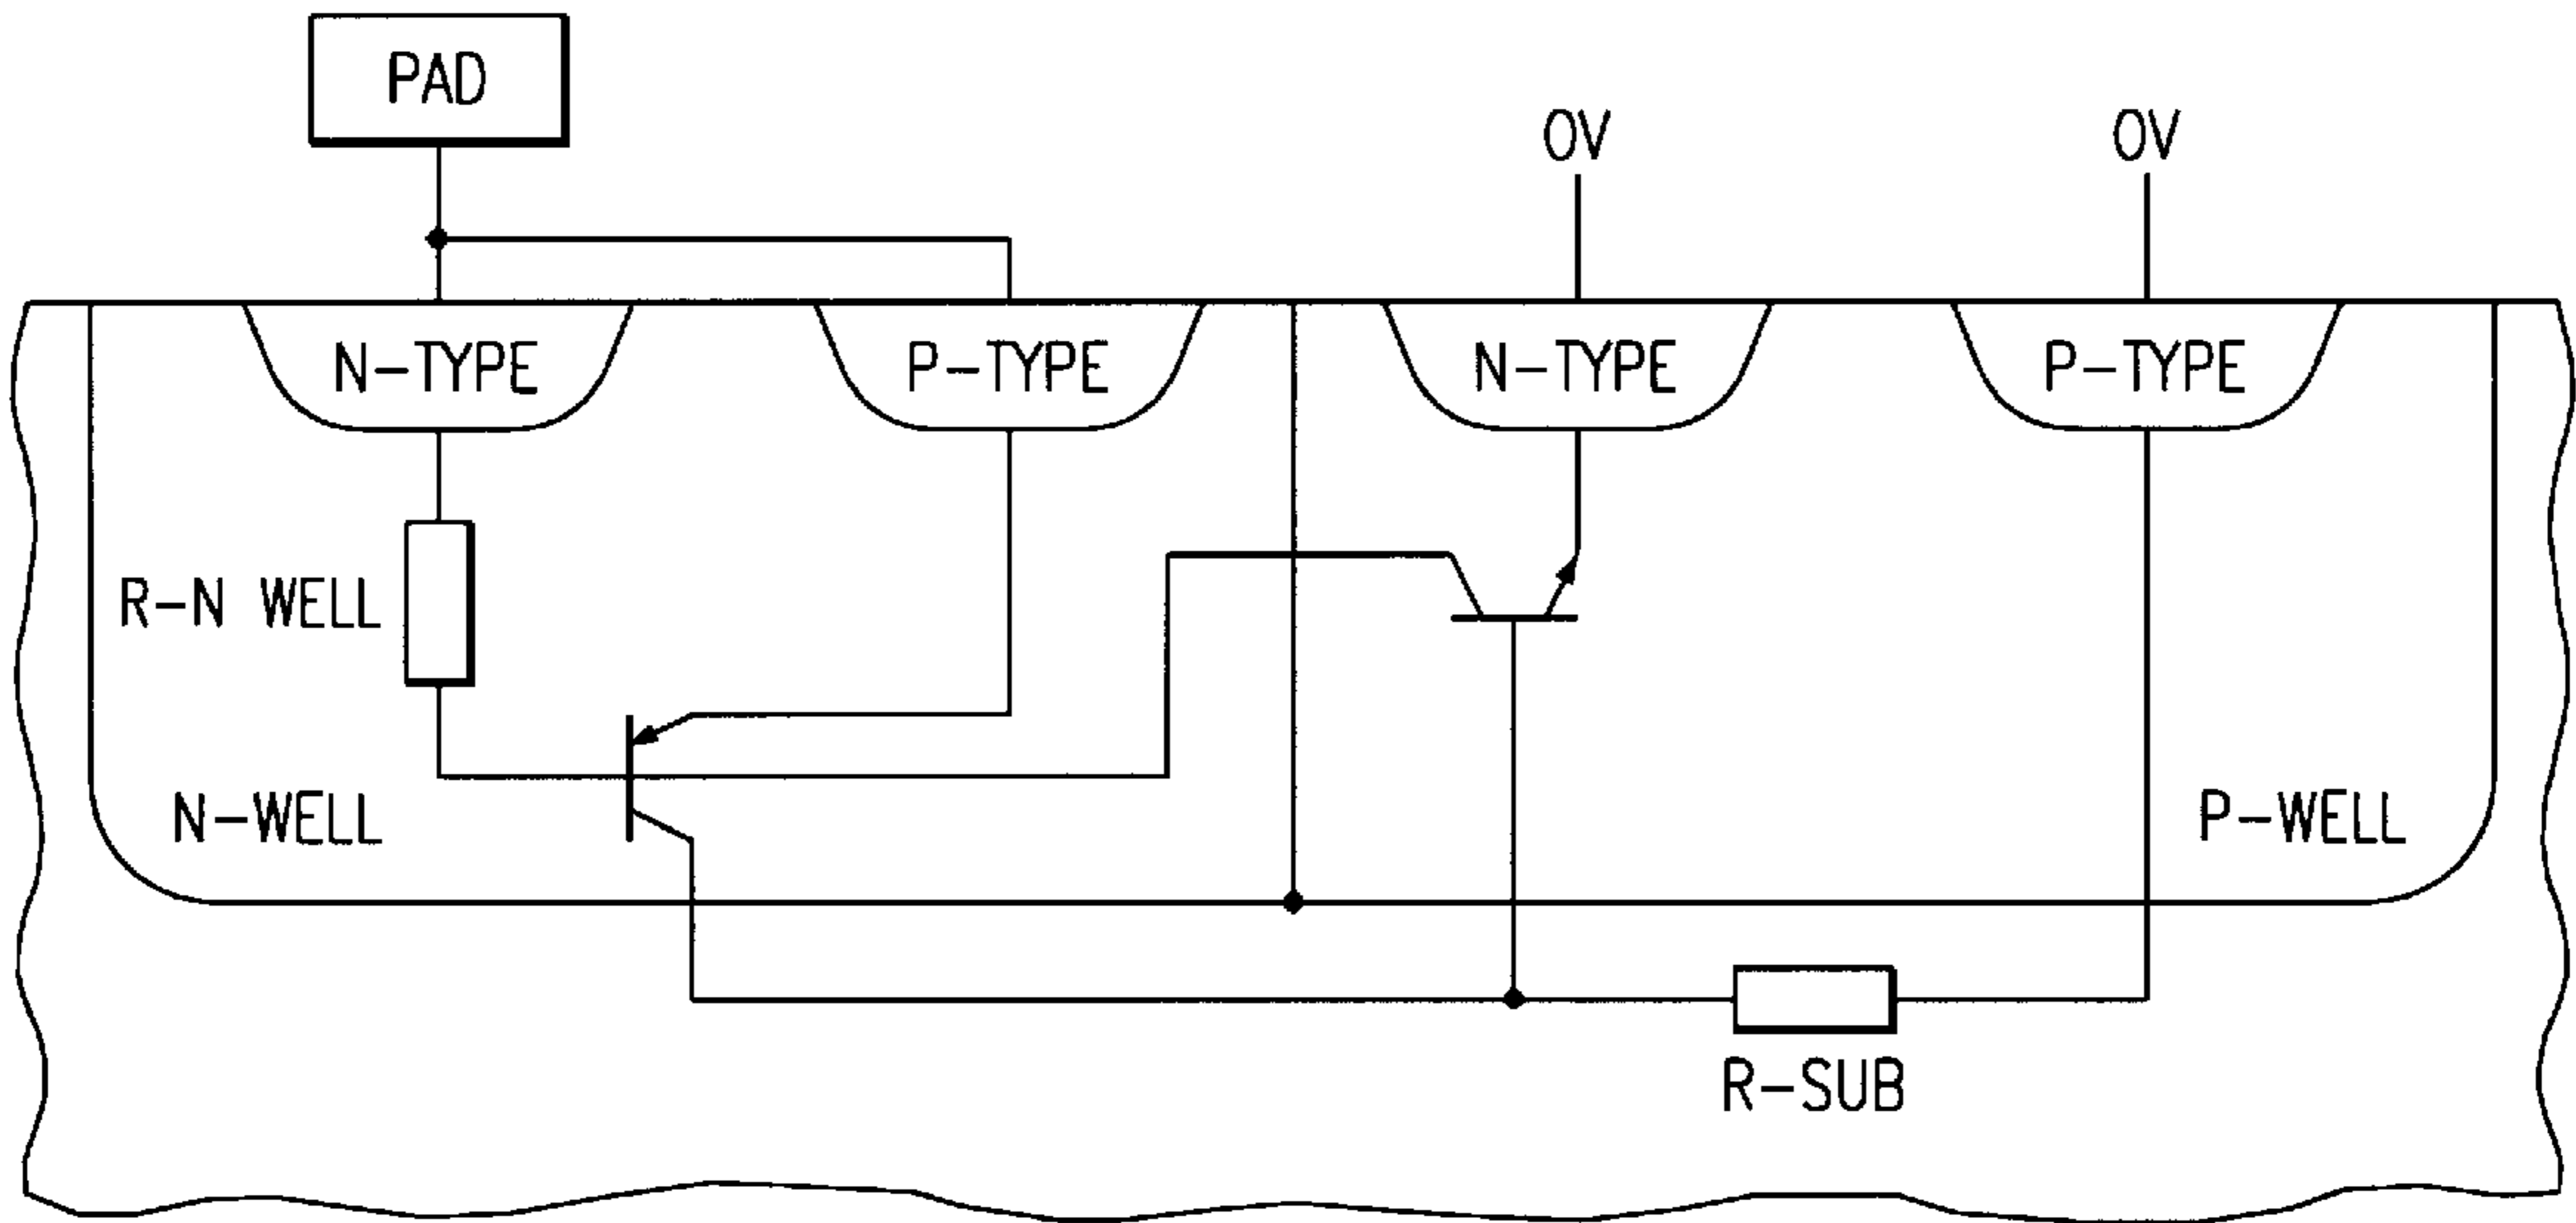 PAD
0V
0V
N-TYPE
P-TYPE
N-TYPE
P-TYPE
R-N WELL
N-WELL
P-WELL
R-SUB